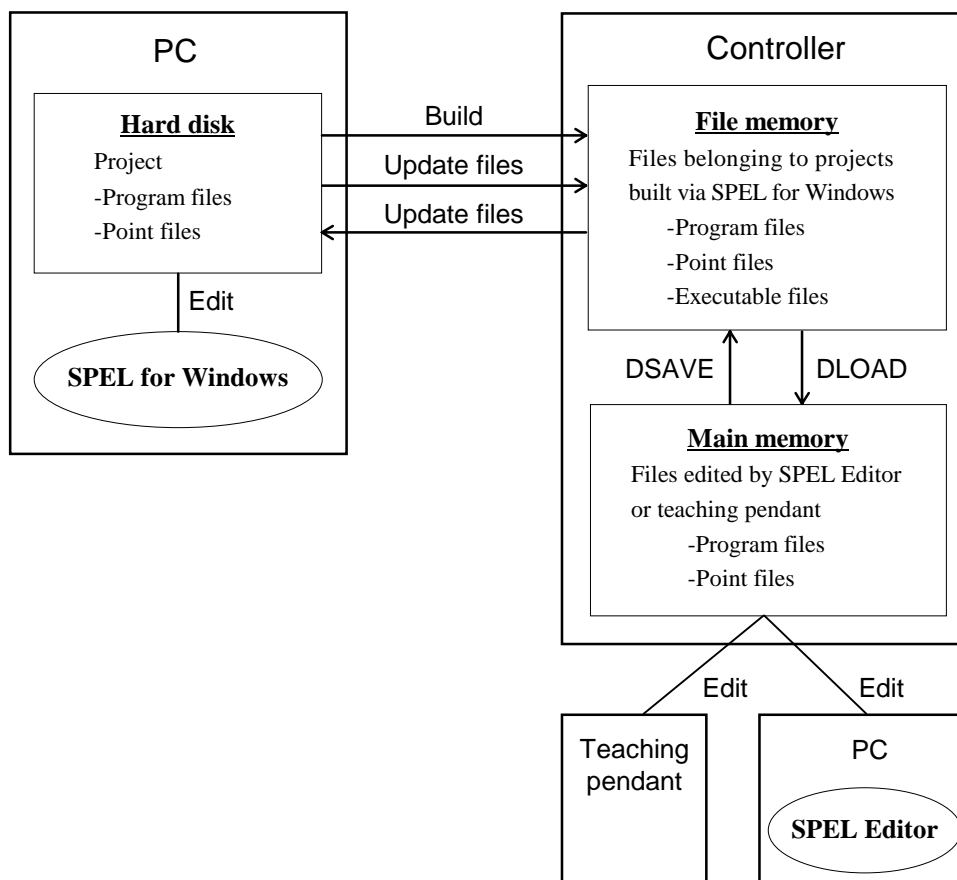 PC
Hard disk
Project
-Program files
-Point files
Edit
SPEL for Windows
Build
Update files
Update files
Controller
File memory
Files belonging to projects
built via SPEL for Windows
-Program files
-Point files
-Executable files
DSAVE
DLOAD
Main memory
Files edited by SPEL Editor
or teaching pendant
-Program files
-Point files
Edit
Edit
Teaching
pendant
PC
SPEL Editor